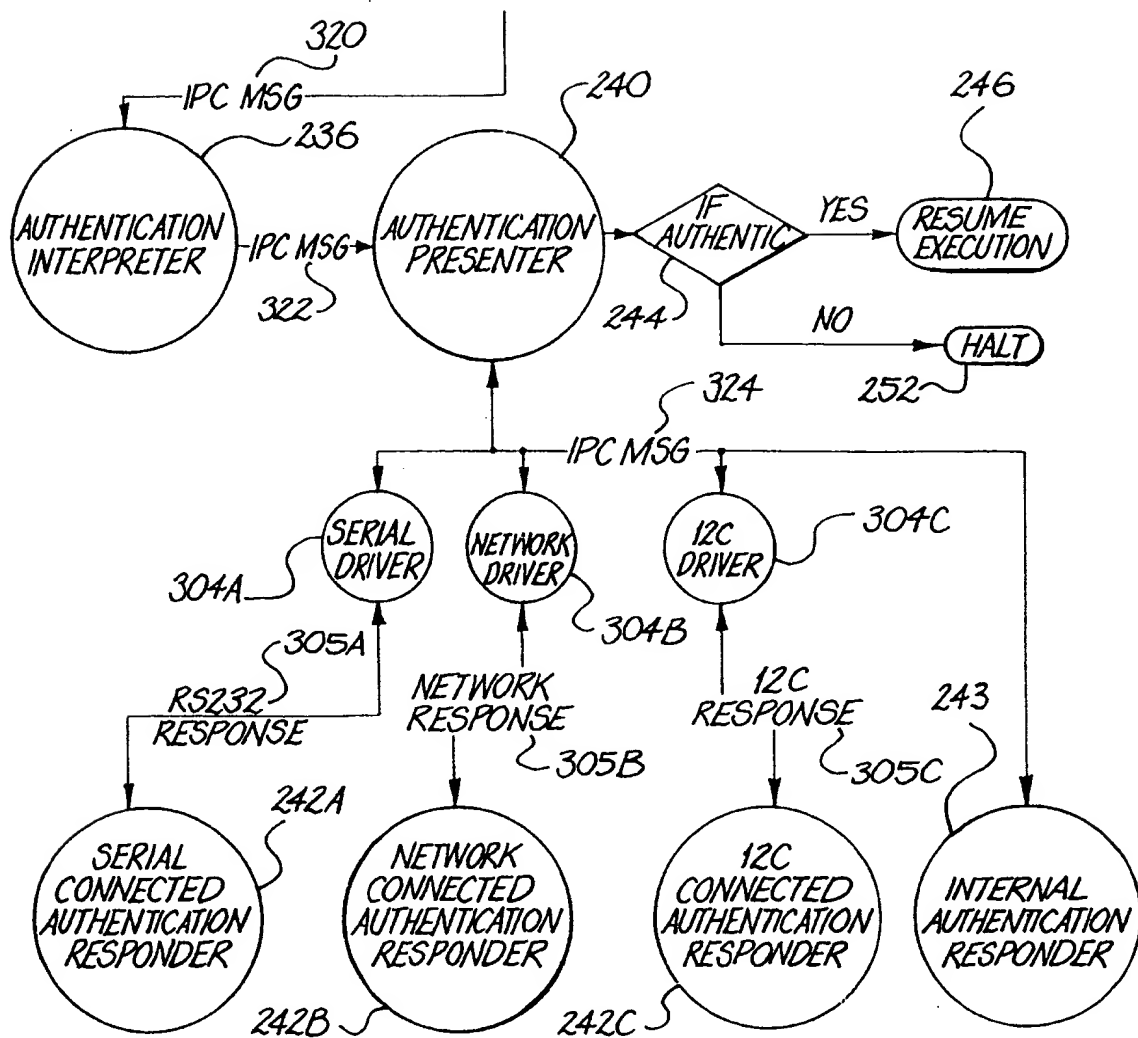 320
IPC MSG
236
240
246
AUTHENTICATION
INTERPRETER
IPC MSG
322
AUTHENTICATION
PRESENTER
IF
AUTHENTIC
244
YES
RESUME
EXECUTION
NO
HALT
252
324
IPC MSG
SERIAL
DRIVER
304A
NETWORK
DRIVER
304B
12C
DRIVER
304C
305A
RS232
RESPONSE
NETWORK
RESPONSE
305B
12C
RESPONSE
305C
243
242A
SERIAL
CONNECTED
AUTHENTICATION
RESPONDER
NETWORK
CONNECTED
AUTHENTICATION
RESPONDER
242B
12C
CONNECTED
AUTHENTICATION
RESPONDER
242C
INTERNAL
AUTHENTICATION
RESPONDER